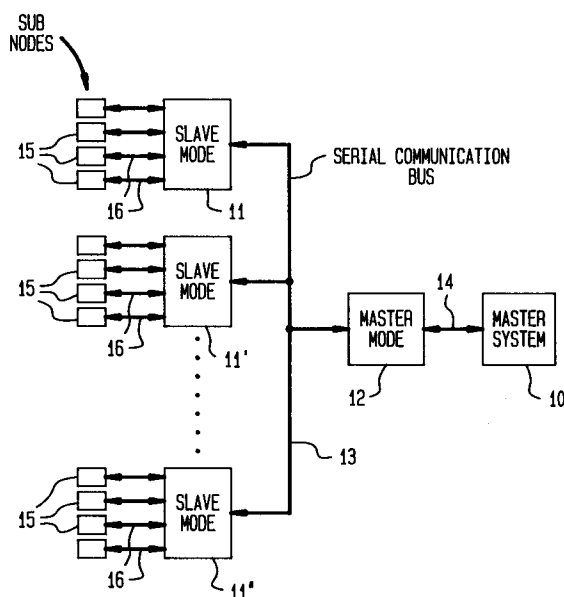 SUB
NODES
15
SLAVE
MODE
16
11
SERIAL COMMUNICATION
BUS
15
SLAVE
MODE
16
11'
MASTER
MODE
12
14
MASTER
SYSTEM
10
13
15
SLAVE
MODE
16
11"